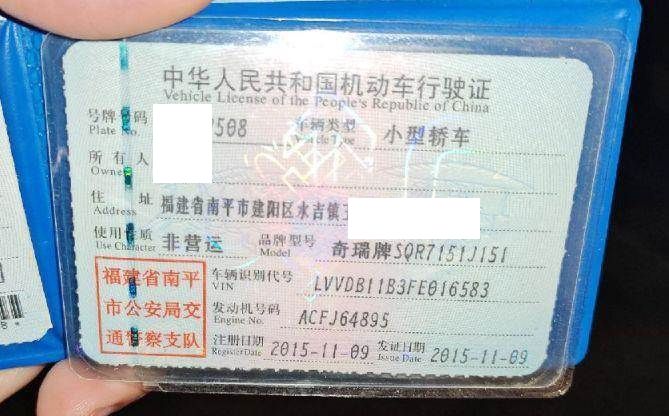 中华人民共和国机动车行驶证
Vehicle License of the People's Republic of China
号牌号码 2508 车辆类型 小型轿车
Plate No. Vehicle Type
所有人
Owner
住址 福建省南平市建阳区水吉镇
Address
使用性质 非营运 品牌型号 奇瑞牌SQR7151J151
Use Character Model
福建省南平 车辆识别代号 LVVDB11B3FE016583
VIN
市公安局交 发动机号码 ACFJ64895
Engine No.
通警察支队 注册日期 2015-11-09 发证日期 2015-11-09
Register Date Issue Date